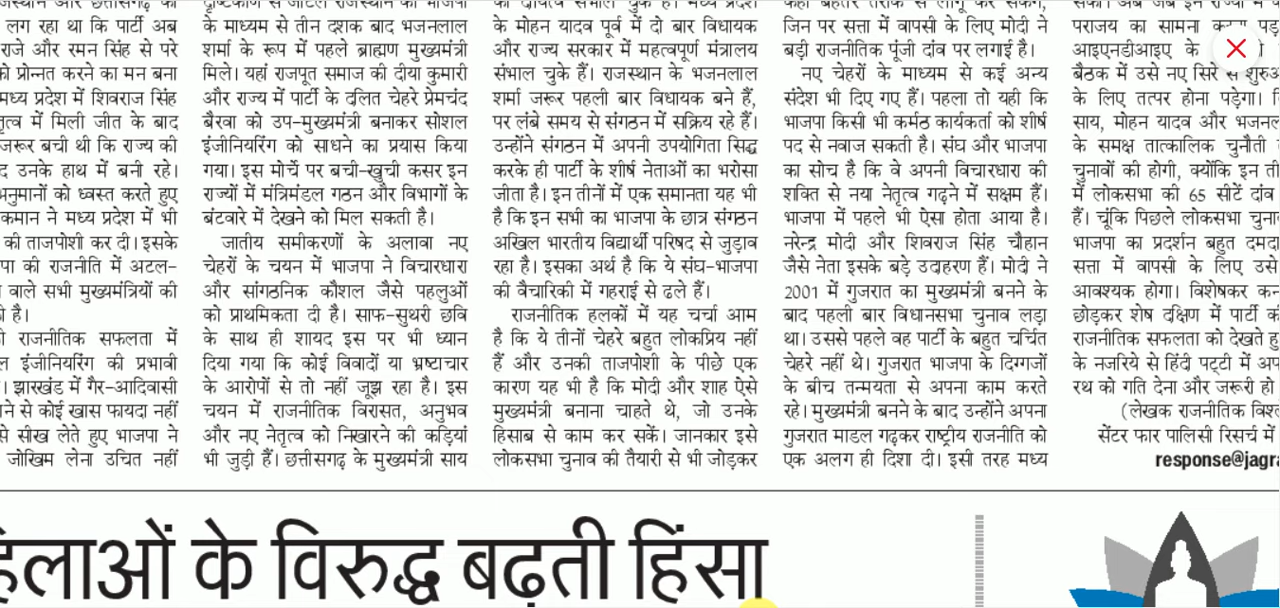 लग रहा था कि पार्टी अब
राजे और रमन सिंह से परे
को प्रोन्नत करने का मन बना
मध्य प्रदेश में शिवराज सिंह
में मिली जीत के बाद
जरूर बची थी कि राज्य की
उनके हाथ में बनी रहे।
अनुमानों को ध्वस्त करते हुए
कमान ने मध्य प्रदेश में भी
की ताजपोशी कर दी। इसके
की राजनीति में अटल-
वाले सभी मुख्यमंत्रियों की
है।
राजनीतिक सफलता में
इंजीनियरिंग की प्रभावी
। झारखंड में गैर-आदिवासी
से कोई खास फायदा नहीं
से सीख लेते हुए भाजपा ने
जोखिम लेना उचित नहीं
दृष्टिकोण से जटिल राजस्थान को भाजपा
के माध्यम से तीन दशक बाद भजनलाल
शर्मा के रूप में पहले ब्राह्मण मुख्यमंत्री
मिले। यहां राजपूत समाज की दीया कुमारी
और राज्य में पार्टी के दलित चेहरे प्रेमचंद
बैरवा को उप-मुख्यमंत्री बनाकर सोशल
इंजीनियरिंग को साधने का प्रयास किया
गया। इस मोर्चे पर बची-खुची कसर इन
राज्यों में मंत्रिमंडल गठन और विभागों के
बंटवारे में देखने को मिल सकती है।
जातीय समीकरणों के अलावा नए
चेहरों के चयन में भाजपा ने विचारधारा
और सांगठनिक कौशल जैसे पहलुओं
को प्राथमिकता दी है। साफ-सुथरी छवि
के साथ ही शायद इस पर भी ध्यान
दिया गया कि कोई विवादों या भ्रष्टाचार
के आरोपों से तो नहीं जूझ रहा है। इस
चयन में राजनीतिक विरासत, अनुभव
और नए नेतृत्व को निखारने की कड़ियां
भी जुड़ी हैं। छत्तीसगढ़ के मुख्यमंत्री साय
के मोहन यादव पूर्व में दो बार विधायक
और राज्य सरकार में महत्वपूर्ण मंत्रालय
संभाल चुके हैं। राजस्थान के भजनलाल
शर्मा जरूर पहली बार विधायक बने हैं,
पर लंबे समय से संगठन में सक्रिय रहे हैं।
उन्होंने संगठन में अपनी उपयोगिता सिद्ध
करके ही पार्टी के शीर्ष नेताओं का भरोसा
जीता है। इन तीनों में एक समानता यह भी
है कि इन सभी का भाजपा के छात्र संगठन
अखिल भारतीय विद्यार्थी परिषद से जुड़ाव
रहा है। इसका अर्थ है कि ये संघ-भाजपा
की वैचारिकी में गहराई से ढले हैं।
राजनीतिक हलकों में यह चर्चा आम
है कि ये तीनों चेहरे बहुत लोकप्रिय नहीं
हैं और उनकी ताजपोशी के पीछे एक
कारण यह भी है कि मोदी और शाह ऐसे
मुख्यमंत्री बनाना चाहते थे, जो उनके
हिसाब से काम कर सकें। जानकार इसे
लोकसभा चुनाव की तैयारी से भी जोड़कर
जिन पर सत्ता में वापसी के लिए मोदी ने
बड़ी राजनीतिक पूंजी दांव पर लगाई है।
नए चेहरों के माध्यम से कई अन्य
संदेश भी दिए गए हैं। पहला तो यही कि
भाजपा किसी भी कर्मठ कार्यकर्ता को शीर्ष
पद से नवाज सकती है। संघ और भाजपा
का सोच है कि वे अपनी विचारधारा की
शक्ति से नया नेतृत्व गढ़ने में सक्षम हैं।
भाजपा में पहले भी ऐसा होता आया है।
नरेन्द्र मोदी और शिवराज सिंह चौहान
जैसे नेता इसके बड़े उदाहरण हैं। मोदी ने
2001 में गुजरात का मुख्यमंत्री बनने के
बाद पहली बार विधानसभा चुनाव लड़ा
था। उससे पहले वह पार्टी के बहुत चर्चित
चेहरे नहीं थे। गुजरात भाजपा के दिग्गजों
के बीच तन्मयता से अपना काम करते
रहे। मुख्यमंत्री बनने के बाद उन्होंने अपना
गुजरात माडल गढ़कर राष्ट्रीय राजनीति को
एक अलग ही दिशा दी। इसी तरह मध्य
पराजय का सामना
आइएनडीआइए के
बैठक में उसे नए सिरे से
के लिए तत्पर होना पड़ेगा।
साय, मोहन यादव और
के समक्ष तात्कालिक चुनौती
चुनावों की होगी, क्योंकि इन
में लोकसभा की 65 सीटें दांव
हैं। चूंकि पिछले लोकसभा
भाजपा का प्रदर्शन बहुत
सत्ता में वापसी के लिए उसे
आवश्यक होगा। विशेषकर
छोड़कर शेष दक्षिण में पार्टी
राजनीतिक सफलता को देखते
के नजरिये से हिंदी पट्टी में
रथ को गति देना और जरूरी हो
(लेखक राजनीतिक
सेंटर फार पालिसी रिसर्च में
response@jagra
हिलाओं के विरुद्ध बढ़ती हिंसा